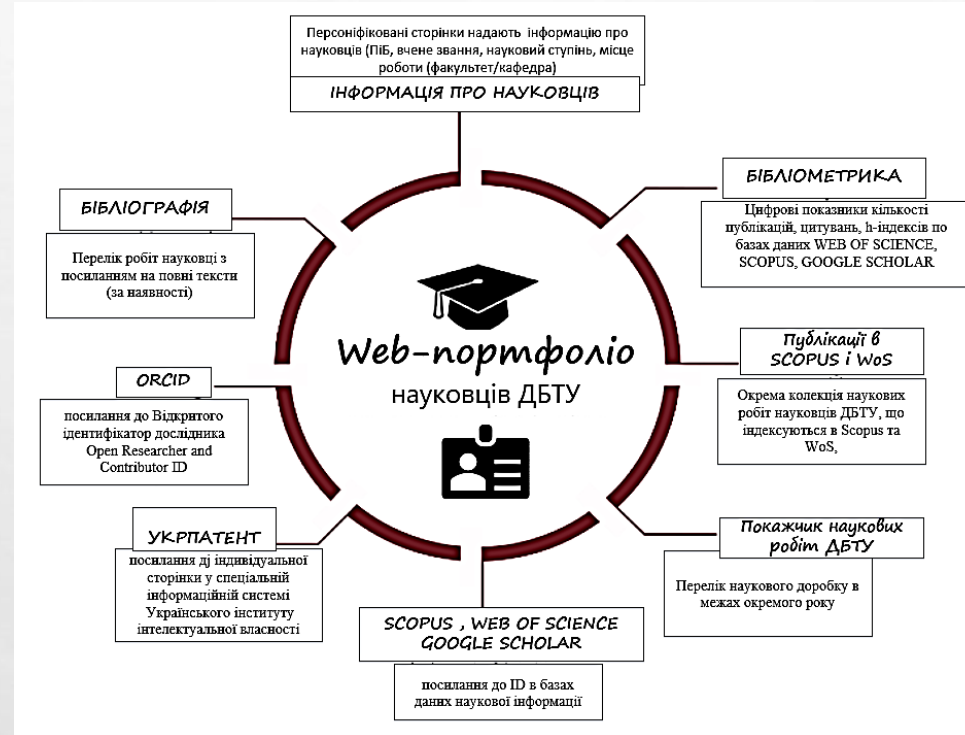 Персоніфіковані сторінки надають інформацію про
науковців (ПіБ, вчене звання, науковий ступінь, місце
роботи (факультет/кафедра)
ІНФОРМАЦІЯ ПРО НАУКОВЦІВ
БІБЛІОМЕТРИКА
Цифрові показники кількості
публікацій, цитувань, h-індексів по
базах даних WEB OF SCIENCE,
SCOPUS, GOOGLE SCHOLAR
БІБЛІОГРАФІЯ
Перелік робіт науковці з
посиланням на повні тексти
(за наявності)
Web-портфоліо
науковців ДБТУ
Публікації в
SCOPUS і WoS
Окрема колекція наукових
робіт науковців ДБТУ, що
індексуються в Scopus та
WoS,
ORCID
посилання до Відкритого
ідентифікатор дослідника
Open Researcher and
Contributor ID
УКРПАТЕНТ
посилання дj індивідуальної
сторінки у спеціальній
інформаційній системі
Українського інституту
інтелектуальної власності
Покажчик наукових
робіт ДБТУ
Перелік наукового доробку в
межах окремого року
SCOPUS , WEB OF SCIENCE
GOOGLE SCHOLAR
посилання до ID в базах
даних наукової інформації